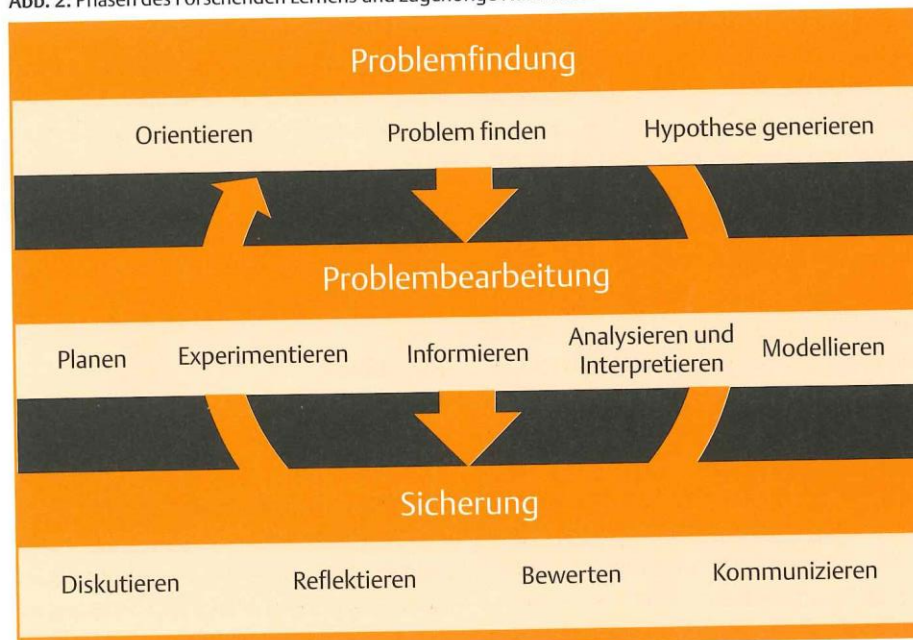 Abb. 2. Phasen des Forschenden Lernens und
Problemfindung
Orientieren Problem finden Hypothese generieren
Problembearbeitung
Planen Experimentieren Informieren Analysieren und Interpretieren Modellieren
Sicherung
Diskutieren Reflektieren Bewerten Kommunizieren